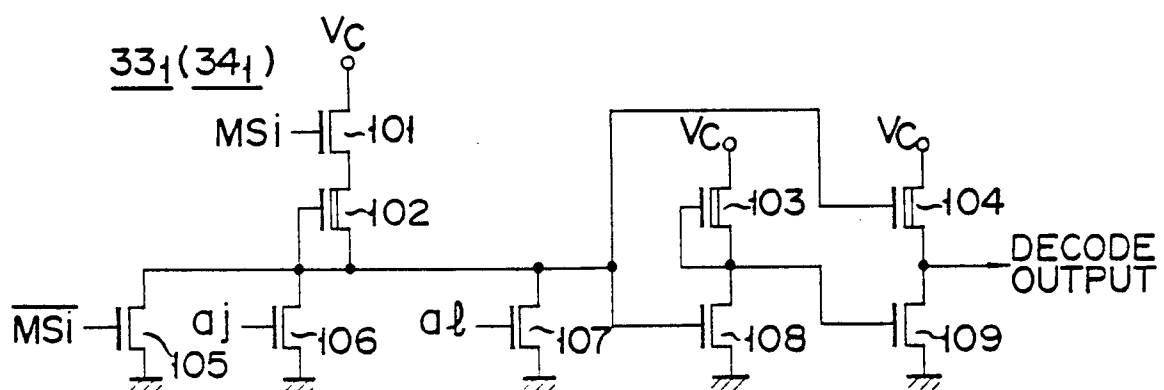 33₁(34₁)
VC
MSi
101
102
VC
103
VC
104
DECODE
OUTPUT
M̅S̅i̅
105
aj
106
aℓ
107
108
109